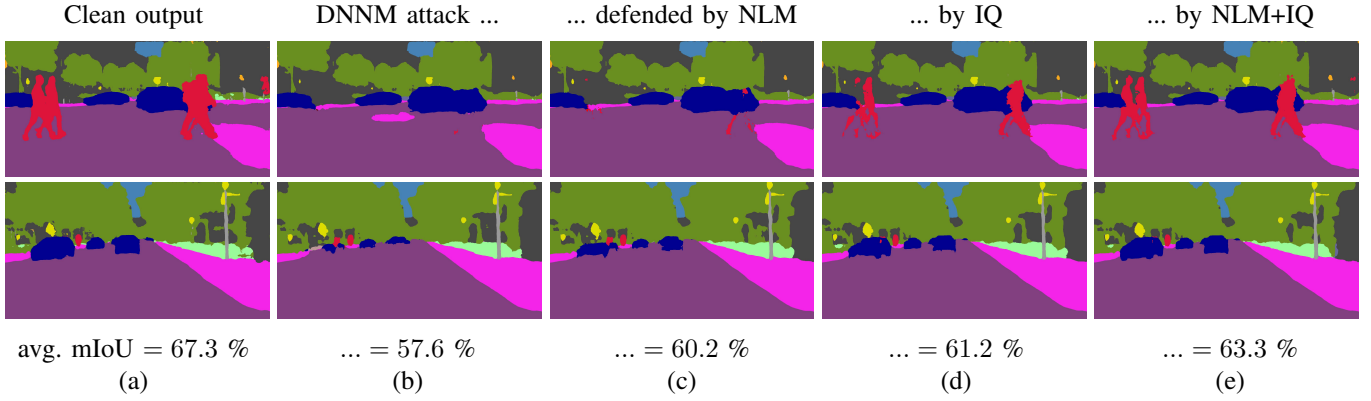 Clean output
DNNM attack ...
... defended by NLM
... by IQ
... by NLM+IQ
avg. mIoU = 67.3 %
... = 57.6 %
... = 60.2 %
... = 61.2 %
... = 63.3 %
(a)
(b)
(c)
(d)
(e)